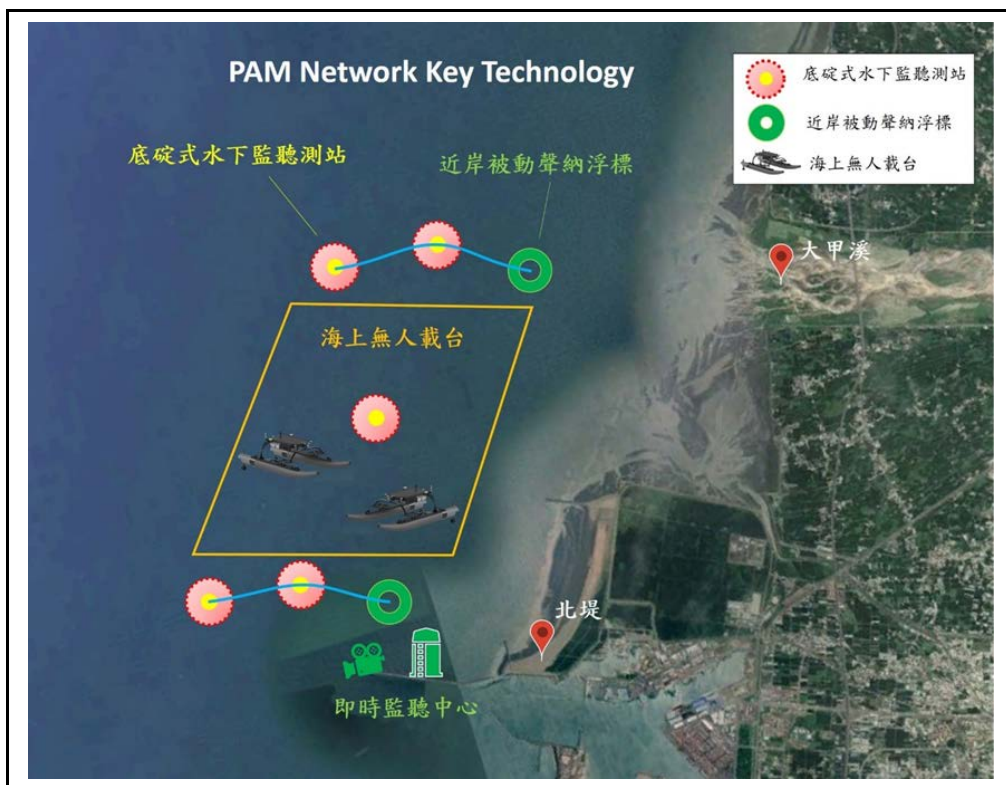 PAM Network Key Technology
底碇式水下監聽測站
近岸被動聲納浮標
海上無人載台
底碇式水下監聽測站
近岸被動聲納浮標
大甲溪
海上無人載台
北堤
即時監聽中心